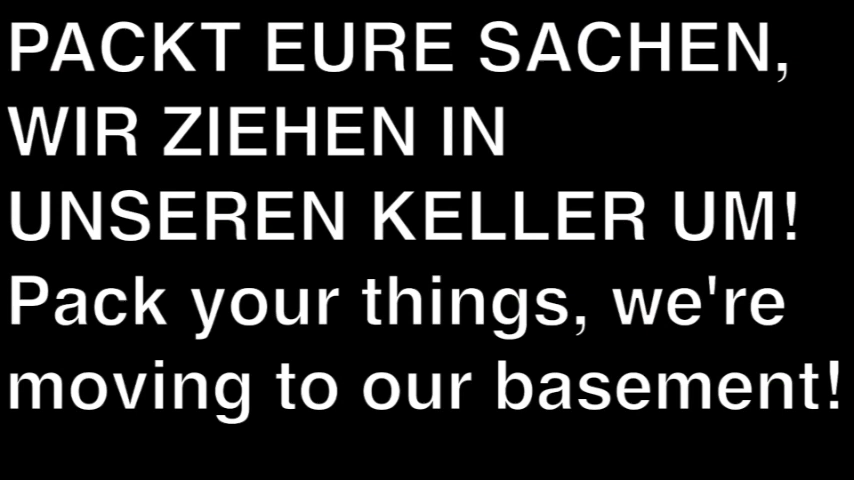 PACKT EURE SACHEN,
WIR ZIEHEN IN
UNSEREN KELLER UM!
Pack your things, we're
moving to our basement!